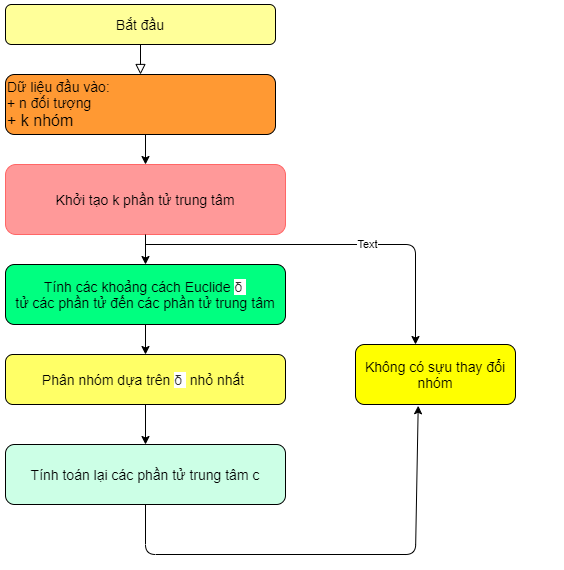 Bắt đầu
Dữ liệu đầu vào:
+ n đối tượng
+ k nhóm
Khởi tạo k phần tử trung tâm
Text
Tính các khoảng cách Euclide δ
tử các phần tử đến các phần tử trung tâm
Không có sựu thay đổi
nhóm
Phân nhóm dựa trên δ nhỏ nhất
Tính toán lại các phần tử trung tâm c